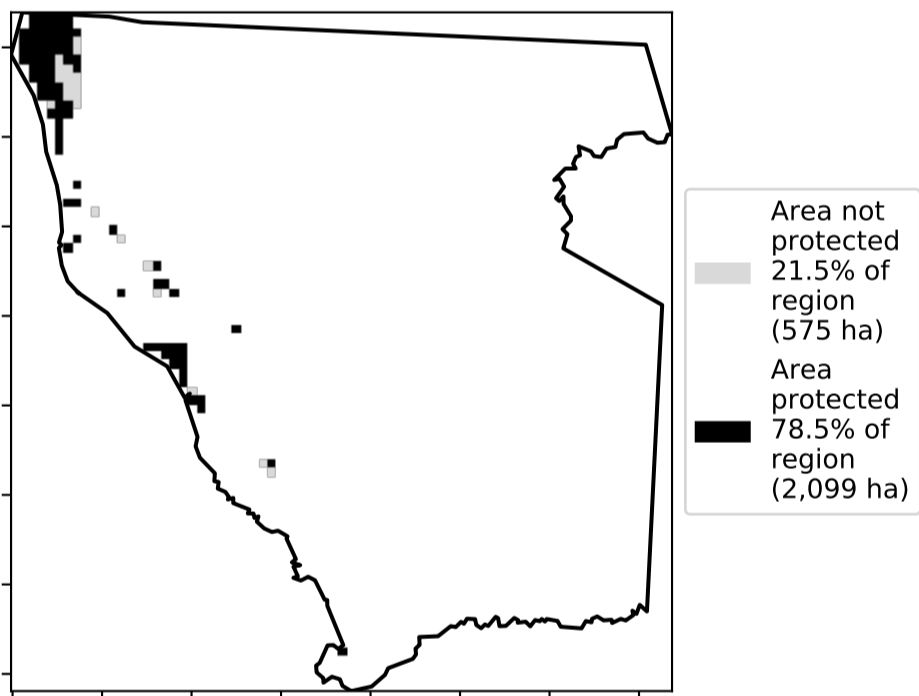 Area not
protected
21.5% of
region
(575 ha)
Area
protected
78.5% of
region
(2,099 ha)